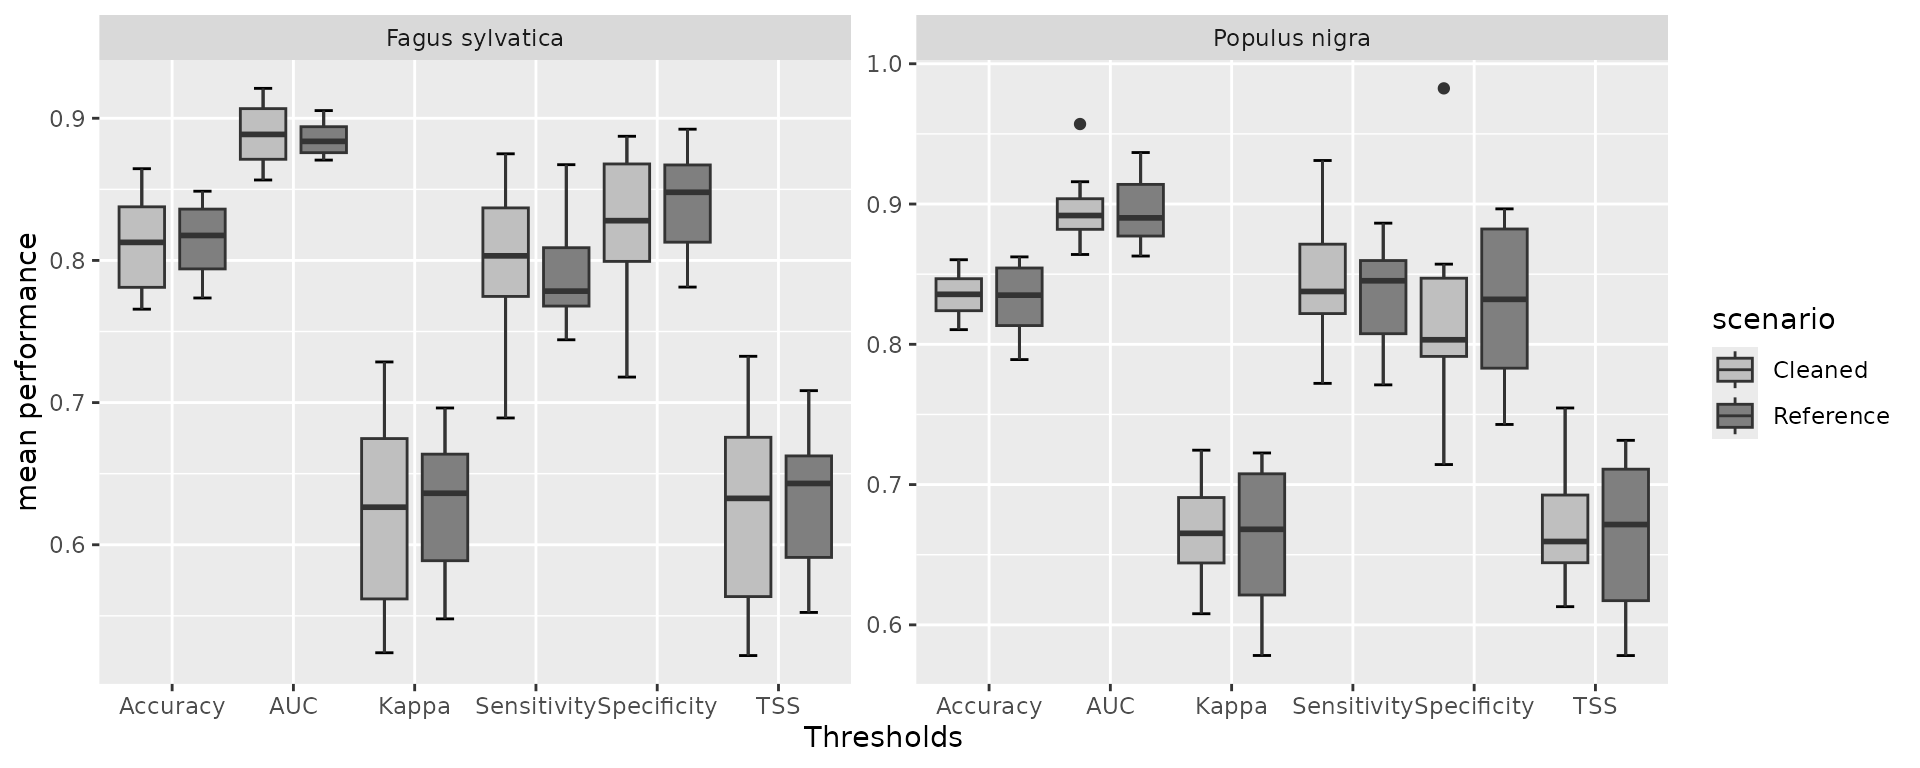 Fagus sylvatica
Populus nigra
mean performance
0.9
0.8
0.7
0.6
1.0
0.9
0.8
0.7
0.6
Accuracy AUC Kappa Sensitivity Specificity TSS
Accuracy AUC Kappa Sensitivity Specificity TSS
Thresholds
scenario
Cleaned
Reference